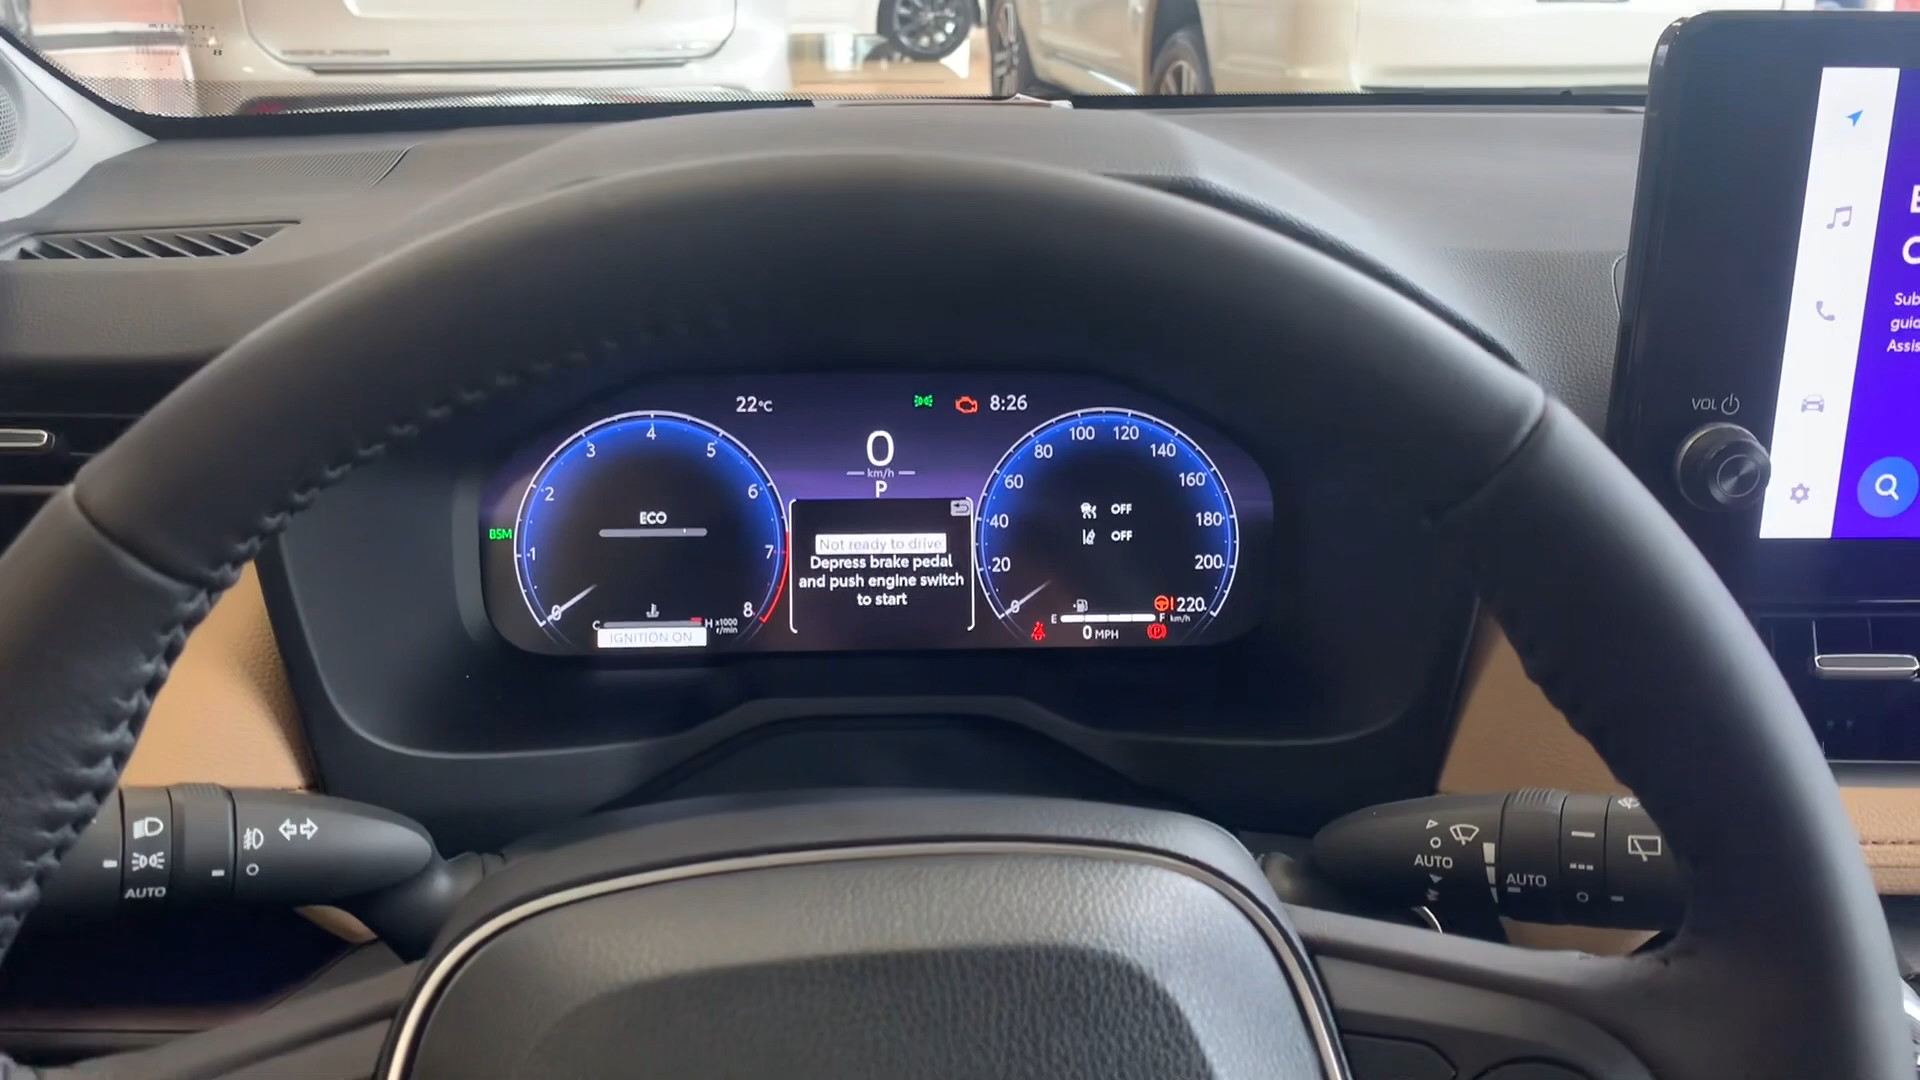 22°C
8:26
0
km/h
P
BSM
ECO
0
1
2
3
4
5
6
7
8
x1000
r/min
C
H
IGNITION ON
Not ready to drive
Depress brake pedal
and push engine switch
to start
0
20
40
60
80
100
120
140
160
180
200
220
km/h
OFF
OFF
E
F
0 MPH
VOL
Sub
guid
Assis
AUTO
AUTO
AUTO